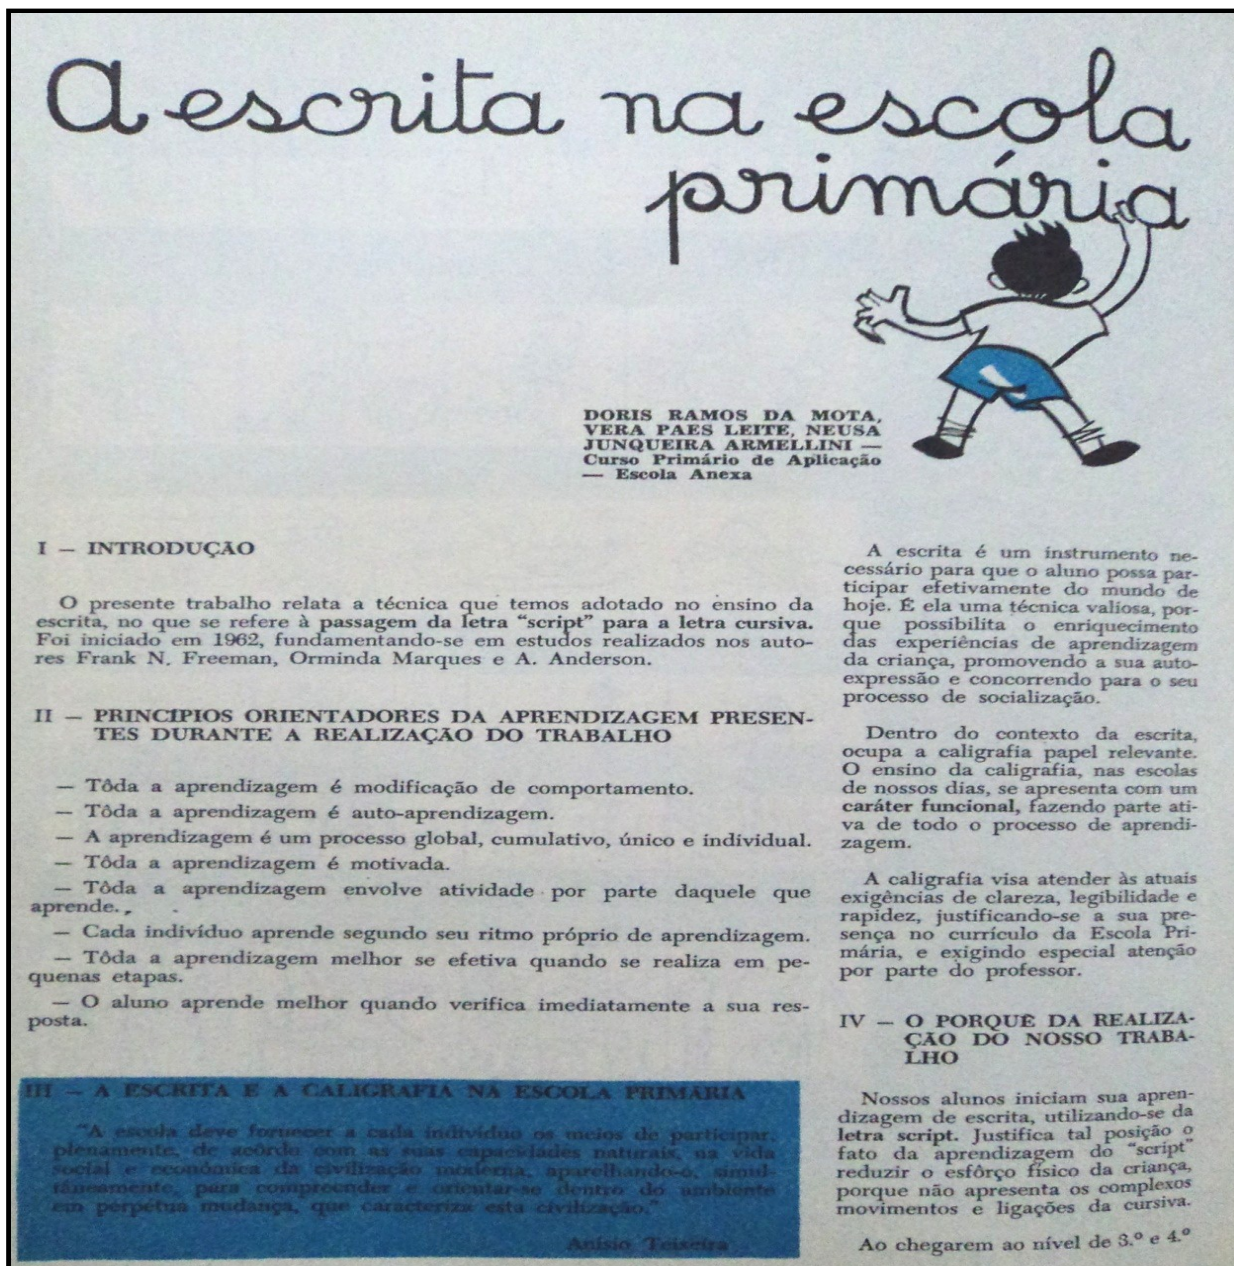 A escrita na escola
primária
DORIS RAMOS DA MOTA,
VERA PAES LEITE, NEUSA
JUNQUEIRA ARMELLINI —
Curso Primário de Aplicação
— Escola Anexa
I — INTRODUÇÃO
O presente trabalho relata a técnica que temos adotado no ensino da
escrita, no que se refere à passagem da letra “script” para a letra cursiva.
Foi iniciado em 1962, fundamentando-se em estudos realizados nos auto-
res Frank N. Freeman, Orminda Marques e A. Anderson.
II — PRINCÍPIOS ORIENTADORES DA APRENDIZAGEM PRESEN-
TES DURANTE A REALIZAÇÃO DO TRABALHO
— Tôda a aprendizagem é modificação de comportamento.
— Tôda a aprendizagem é auto-aprendizagem.
— A aprendizagem é um processo global, cumulativo, único e individual.
— Tôda a aprendizagem é motivada.
— Tôda a aprendizagem envolve atividade por parte daquele que
aprende.
— Cada indivíduo aprende segundo seu ritmo próprio de aprendizagem.
— Tôda a aprendizagem melhor se efetiva quando se realiza em pe-
quenas etapas.
— O aluno aprende melhor quando verifica imediatamente a sua res-
posta.
III — A ESCRITA E A CALIGRAFIA NA ESCOLA PRIMÁRIA
“A escola deve fornecer a cada indivíduo os meios de participar,
plenamente, de acôrdo com as suas capacidades naturais, na vida
social e econômica da civilização moderna, aparelhando-o, simul-
tâneamente, para compreender e orientar-se dentro do ambiente
em perpétua mudança, que caracteriza esta civilização.”
Anísio Teixeira
A escrita é um instrumento ne-
cessário para que o aluno possa par-
ticipar efetivamente do mundo de
hoje. É ela uma técnica valiosa, por-
que possibilita o enriquecimento
das experiências de aprendizagem
da criança, promovendo a sua auto-
expressão e concorrendo para o seu
processo de socialização.
Dentro do contexto da escrita,
ocupa a caligrafia papel relevante.
O ensino da caligrafia, nas escolas
de nossos dias, se apresenta com um
caráter funcional, fazendo parte ati-
va de todo o processo de aprendi-
zagem.
A caligrafia visa atender às atuais
exigências de clareza, legibilidade e
rapidez, justificando-se a sua pre-
sença no currículo da Escola Pri-
mária, e exigindo especial atenção
por parte do professor.
IV — O PORQUÊ DA REALIZA-
ÇÃO DO NOSSO TRABA-
LHO
Nossos alunos iniciam sua apren-
dizagem de escrita, utilizando-se da
letra script. Justifica tal posição o
fato da aprendizagem do “script”
reduzir o esfôrço físico da criança,
porque não apresenta os complexos
movimentos e ligações da cursiva.
Ao chegarem ao nível de 3.º e 4.º